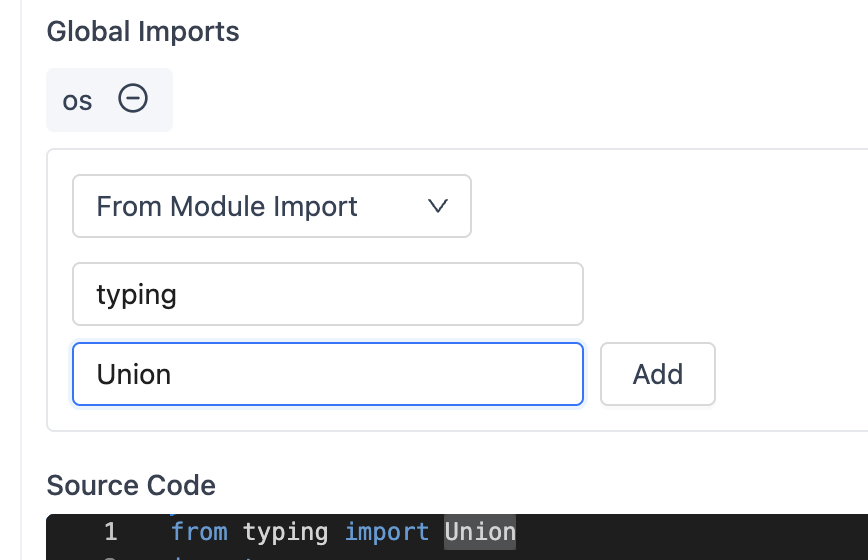 Global Imports
os
From Module Import
typing
Union
Add
Source Code
1 from typing import Union